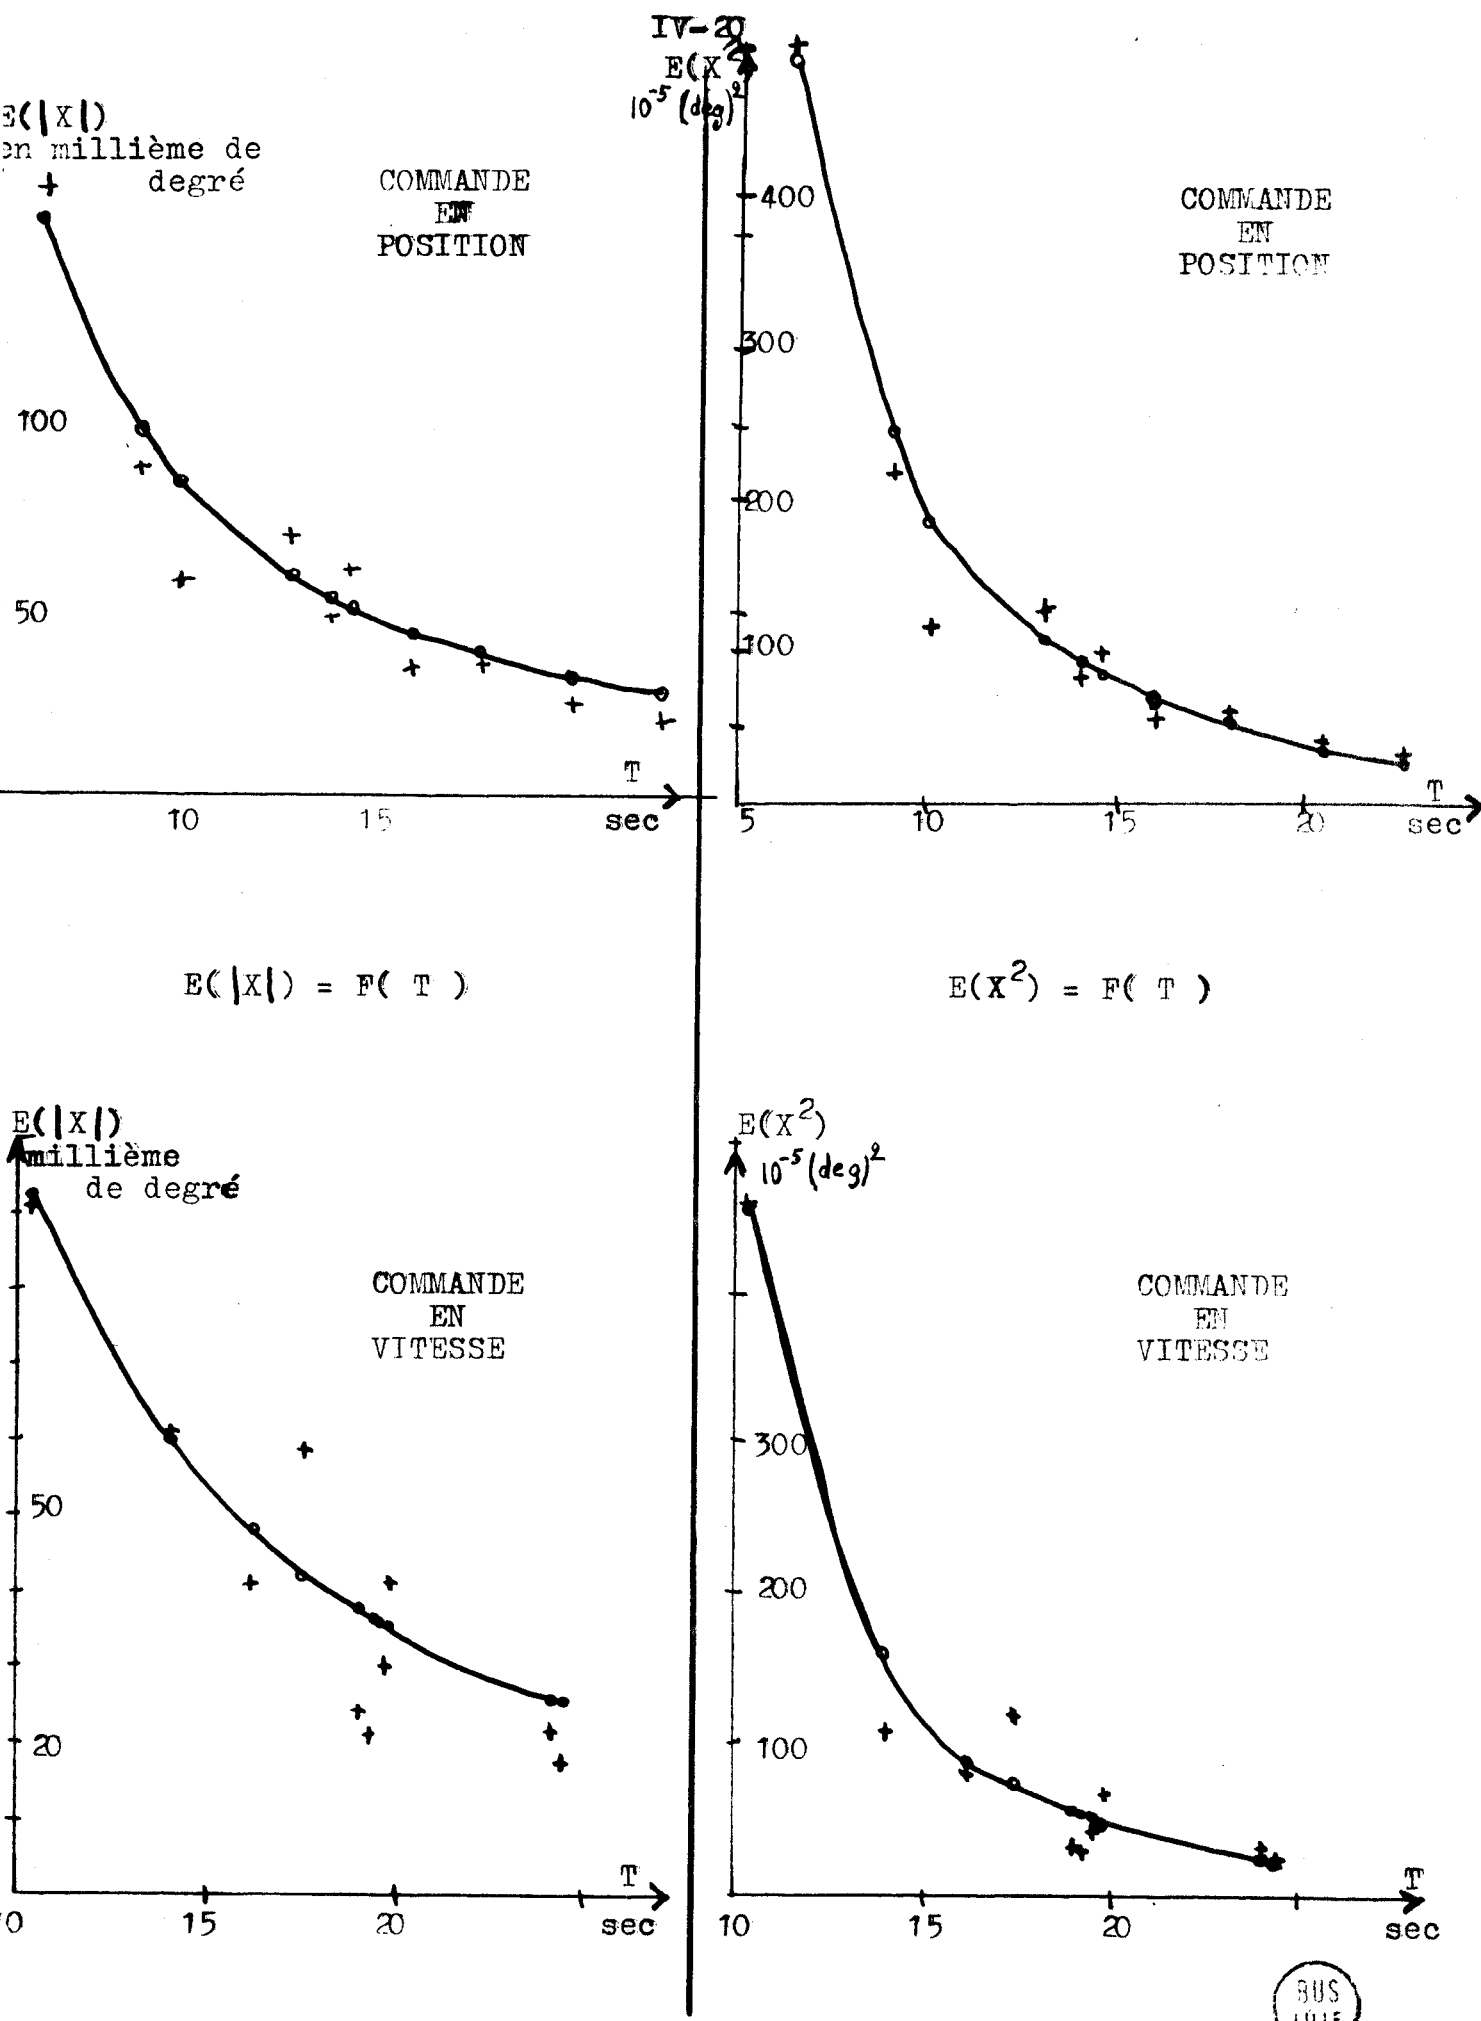 IV-20
E(|X|)
en millième de
degré
COMMANDE
EN
POSITION
100
50
10
15
T
sec
E(X²
10⁻⁵ (deg)²
COMMANDE
EN
POSITION
400
300
200
100
5
10
15
20
T
sec
E(|X|) = F( T )
E(X²) = F( T )
E(|X|)
millième
de degré
COMMANDE
EN
VITESSE
50
20
10
15
20
T
sec
E(X²)
10⁻⁵ (deg)²
COMMANDE
EN
VITESSE
300
200
100
10
15
20
T
sec
BUS